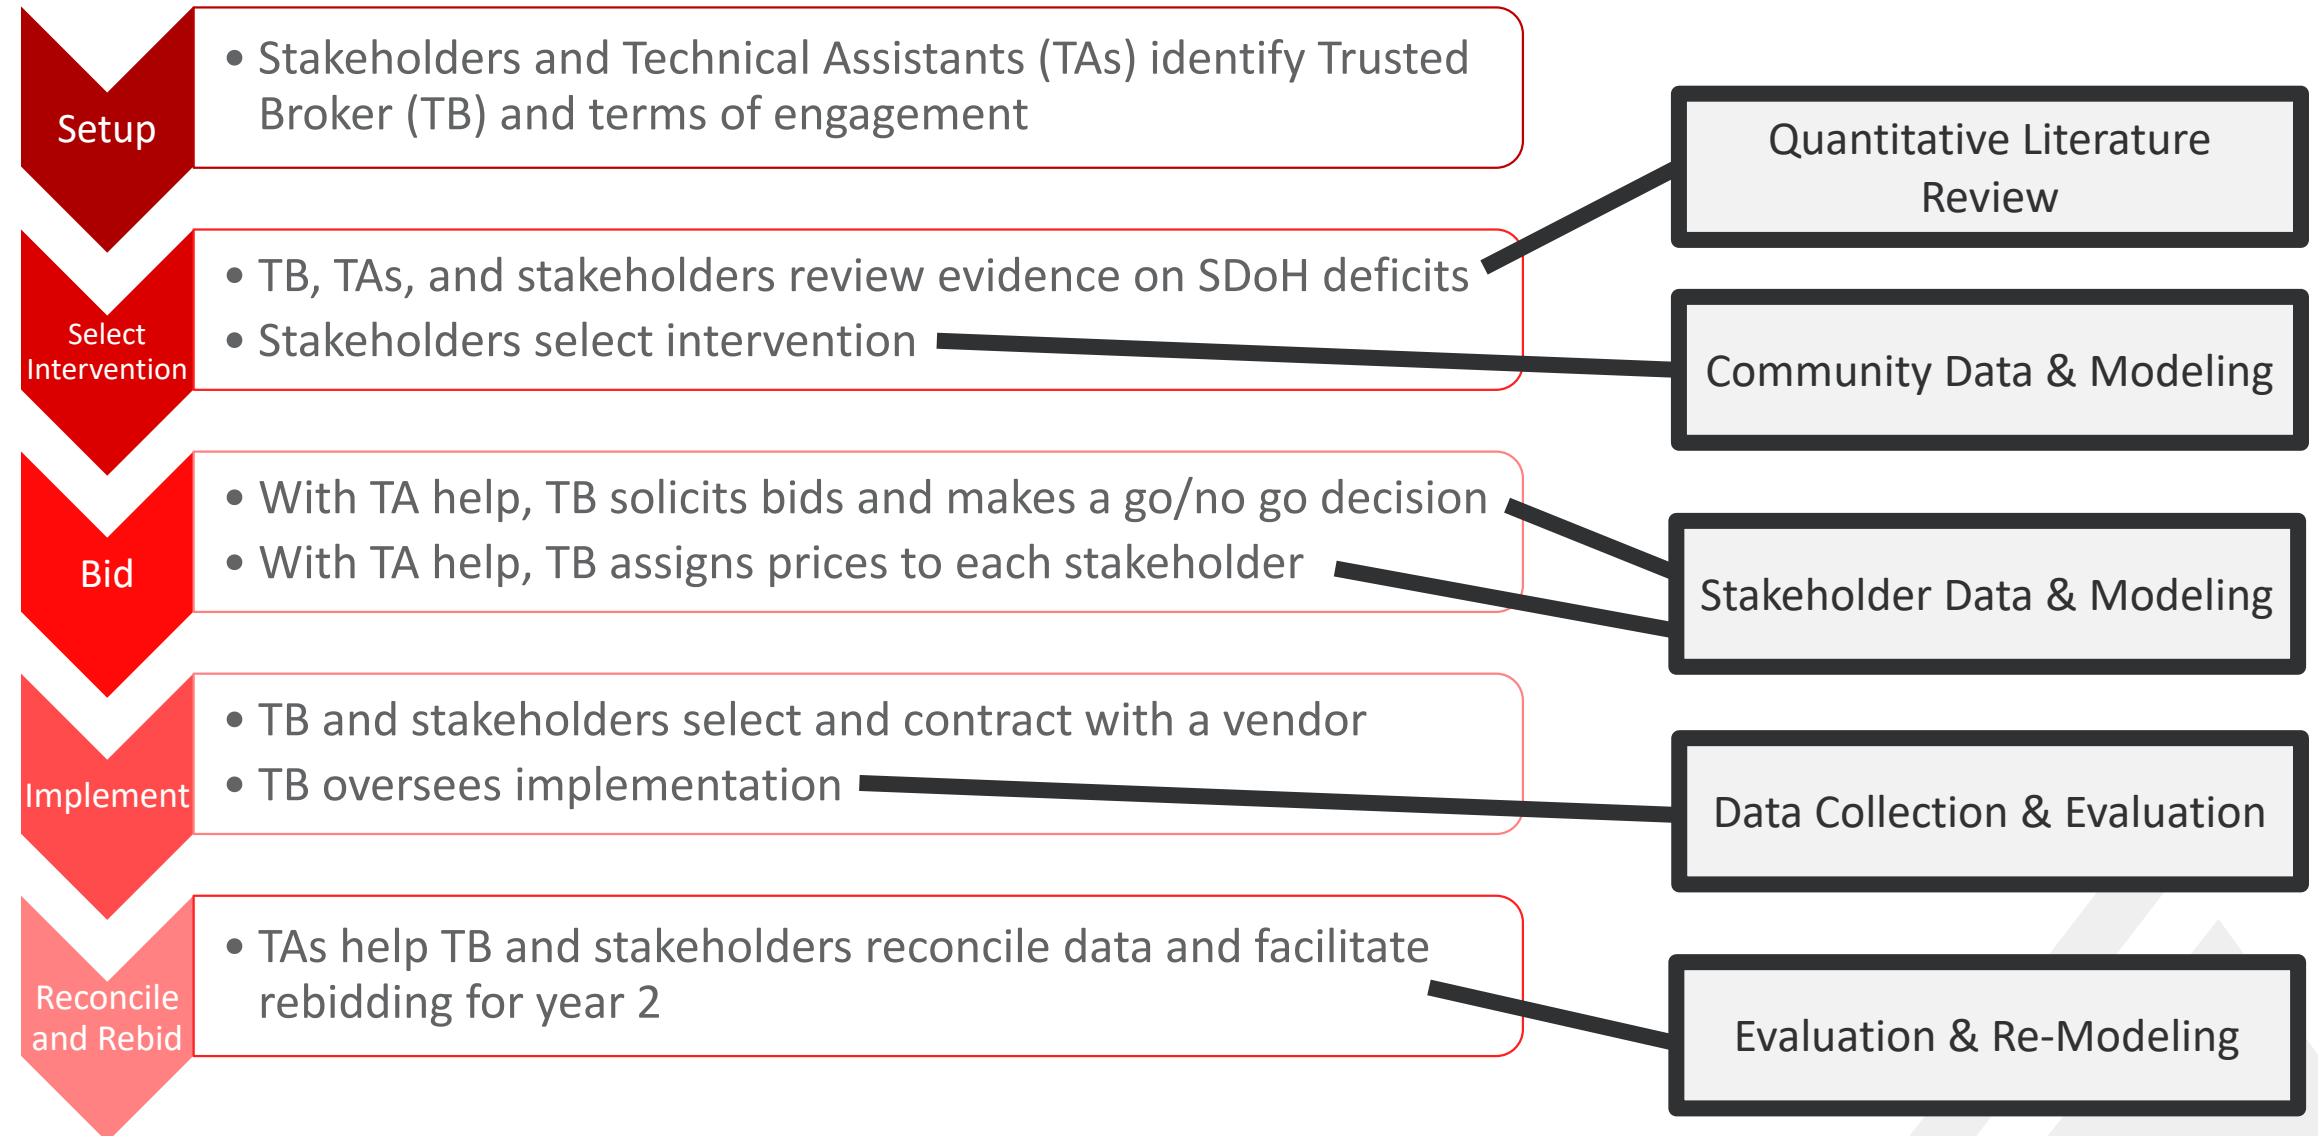 Setup
• Stakeholders and Technical Assistants (TAs) identify Trusted
Broker (TB) and terms of engagement
Quantitative Literature
Review
Select
Intervention
• TB, TAs, and stakeholders review evidence on SDoH deficits
• Stakeholders select intervention
Community Data & Modeling
Bid
• With TA help, TB solicits bids and makes a go/no go decision
• With TA help, TB assigns prices to each stakeholder
Stakeholder Data & Modeling
Implement
• TB and stakeholders select and contract with a vendor
• TB oversees implementation
Data Collection & Evaluation
Reconcile
and Rebid
• TAs help TB and stakeholders reconcile data and facilitate
rebidding for year 2
Evaluation & Re-Modeling